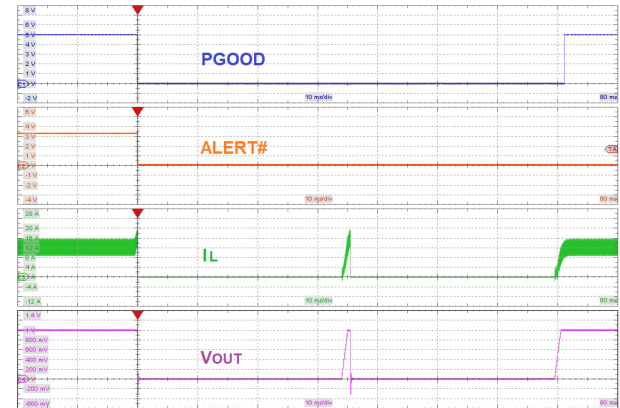 8 V
6 V
5 V
4 V
3 V
2 V
1 V
C1
-2 V
PGOOD
10 ms/div
80 ms
6 V
4 V
3 V
2 V
1 V
-1 V
-2 V
-4 V
ALERT#
TA
10 ms/div
80 ms
28 A
20 A
16 A
12 A
8 A
4 A
-4 A
-12 A
IL
10 ms/div
80 ms
1.4 V
1 V
800 mV
600 mV
400 mV
200 mV
-200 mV
-600 mV
VOUT
10 ms/div
80 ms